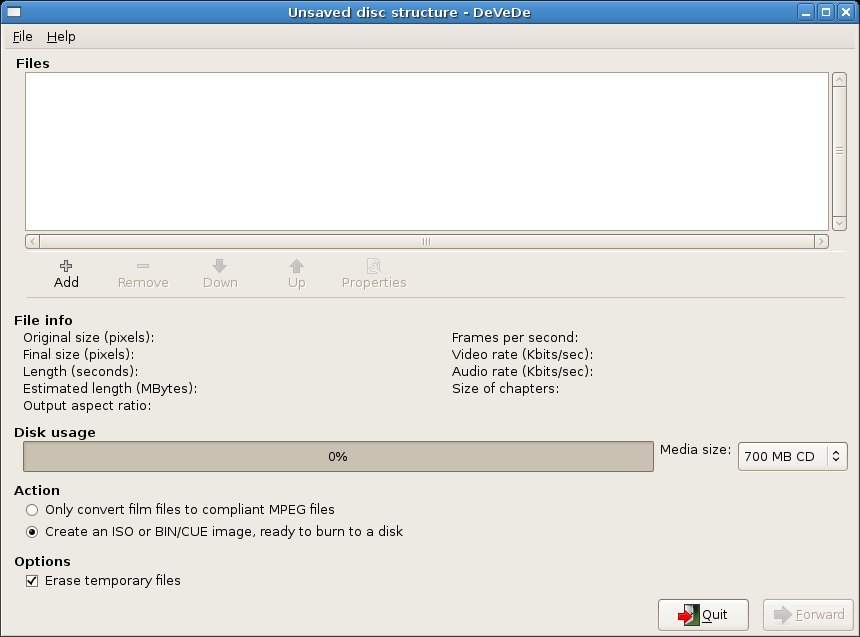 Unsaved disc structure - DeVeDe
File Help
Files
Add Remove Down Up Properties
File info
Original size (pixels): Frames per second:
Final size (pixels): Video rate (Kbits/sec):
Length (seconds): Audio rate (Kbits/sec):
Estimated length (MBytes): Size of chapters:
Output aspect ratio:
Disk usage
0% Media size: 700 MB CD
Action
Only convert film files to compliant MPEG files
Create an ISO or BIN/CUE image, ready to burn to a disk
Options
Erase temporary files
Quit Forward